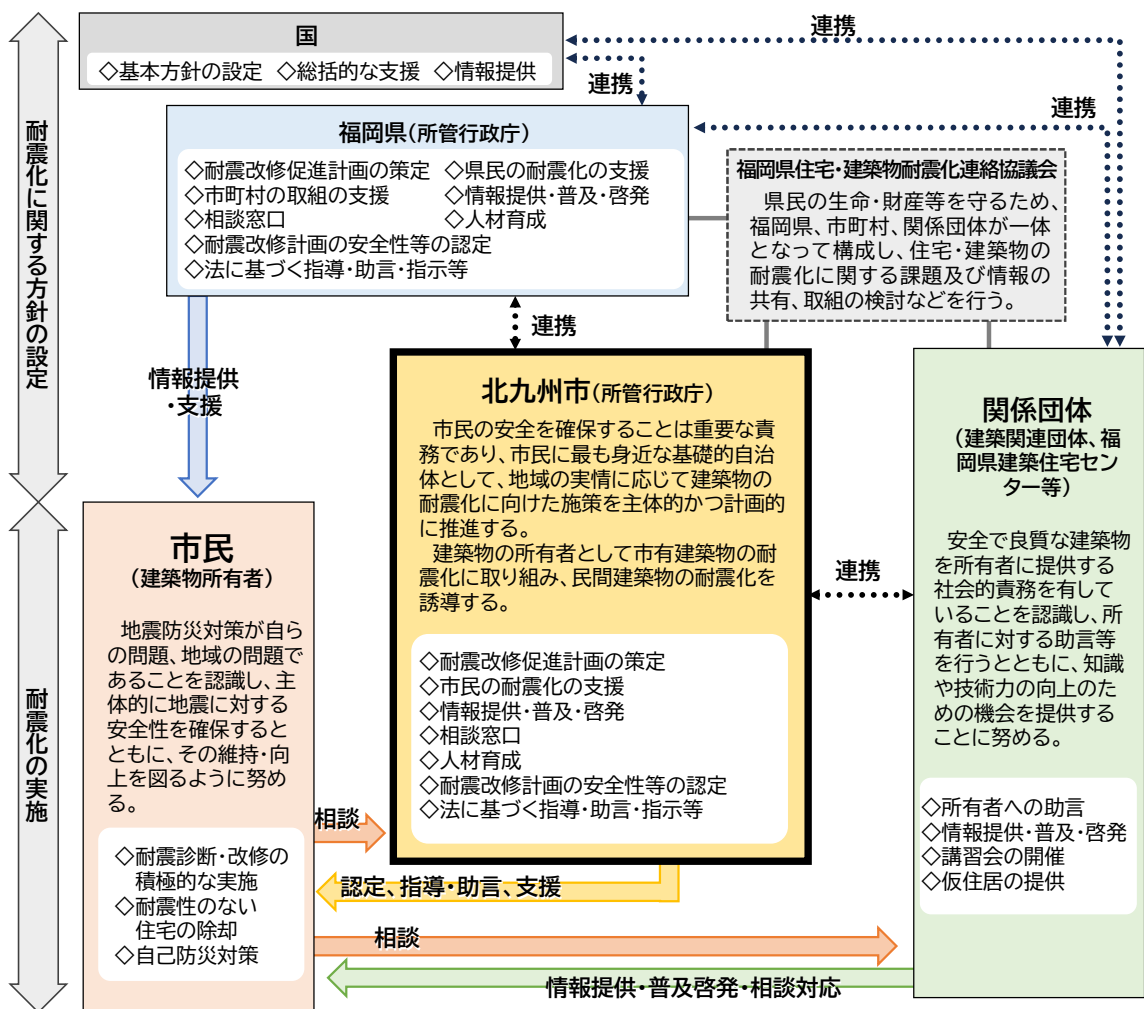 国
◇基本方針の設定 ◇総括的な支援 ◇情報提供
連携
連携
連携
耐震化に関する方針の設定
福岡県(所管行政庁)
◇耐震改修促進計画の策定 ◇県民の耐震化の支援
◇市町村の取組の支援 ◇情報提供・普及・啓発
◇相談窓口 ◇人材育成
◇耐震改修計画の安全性等の認定
◇法に基づく指導・助言・指示等
福岡県住宅・建築物耐震化連絡協議会
県民の生命・財産等を守るため、
福岡県、市町村、関係団体が一体
となって構成し、住宅・建築物の
耐震化に関する課題及び情報の
共有、取組の検討などを行う。
連携
情報提供
・支援
北九州市(所管行政庁)
市民の安全を確保することは重要な責
務であり、市民に最も身近な基礎的自治
体として、地域の実情に応じて建築物の
耐震化に向けた施策を主体的かつ計画的
に推進する。
建築物の所有者として市有建築物の耐
震化に取り組み、民間建築物の耐震化を
誘導する。
◇耐震改修促進計画の策定
◇市民の耐震化の支援
◇情報提供・普及・啓発
◇相談窓口
◇人材育成
◇耐震改修計画の安全性等の認定
◇法に基づく指導・助言・指示等
連携
関係団体
(建築関連団体、福
岡県建築住宅セン
ター等)
安全で良質な建築物
を所有者に提供する
社会的責務を有して
いることを認識し、所
有者に対する助言等
を行うとともに、知識
や技術力の向上のた
めの機会を提供する
ことに努める。
◇所有者への助言
◇情報提供・普及・啓発
◇講習会の開催
◇仮住居の提供
耐震化の実施
市民
(建築物所有者)
地震防災対策が自ら
の問題、地域の問題で
あることを認識し、主
体的に地震に対する
安全性を確保すると
ともに、その維持・向
上を図るように努め
る。
◇耐震診断・改修の
積極的な実施
◇耐震性のない
住宅の除却
◇自己防災対策
相談
認定、指導・助言、支援
相談
情報提供・普及啓発・相談対応